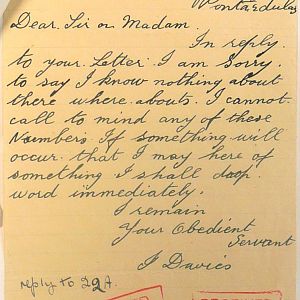 Pontardulais
Dear Sir or Madam
In reply.
to your Letter. I am Sorry.
to say I know nothing about
there where abouts. I cannot.
call to mind any of these
Numbers. If something will
occur. that I may here of
something I shall drop.
word immediately.
I remain
Your Obedient
Servant
J Davies
reply to 22A.